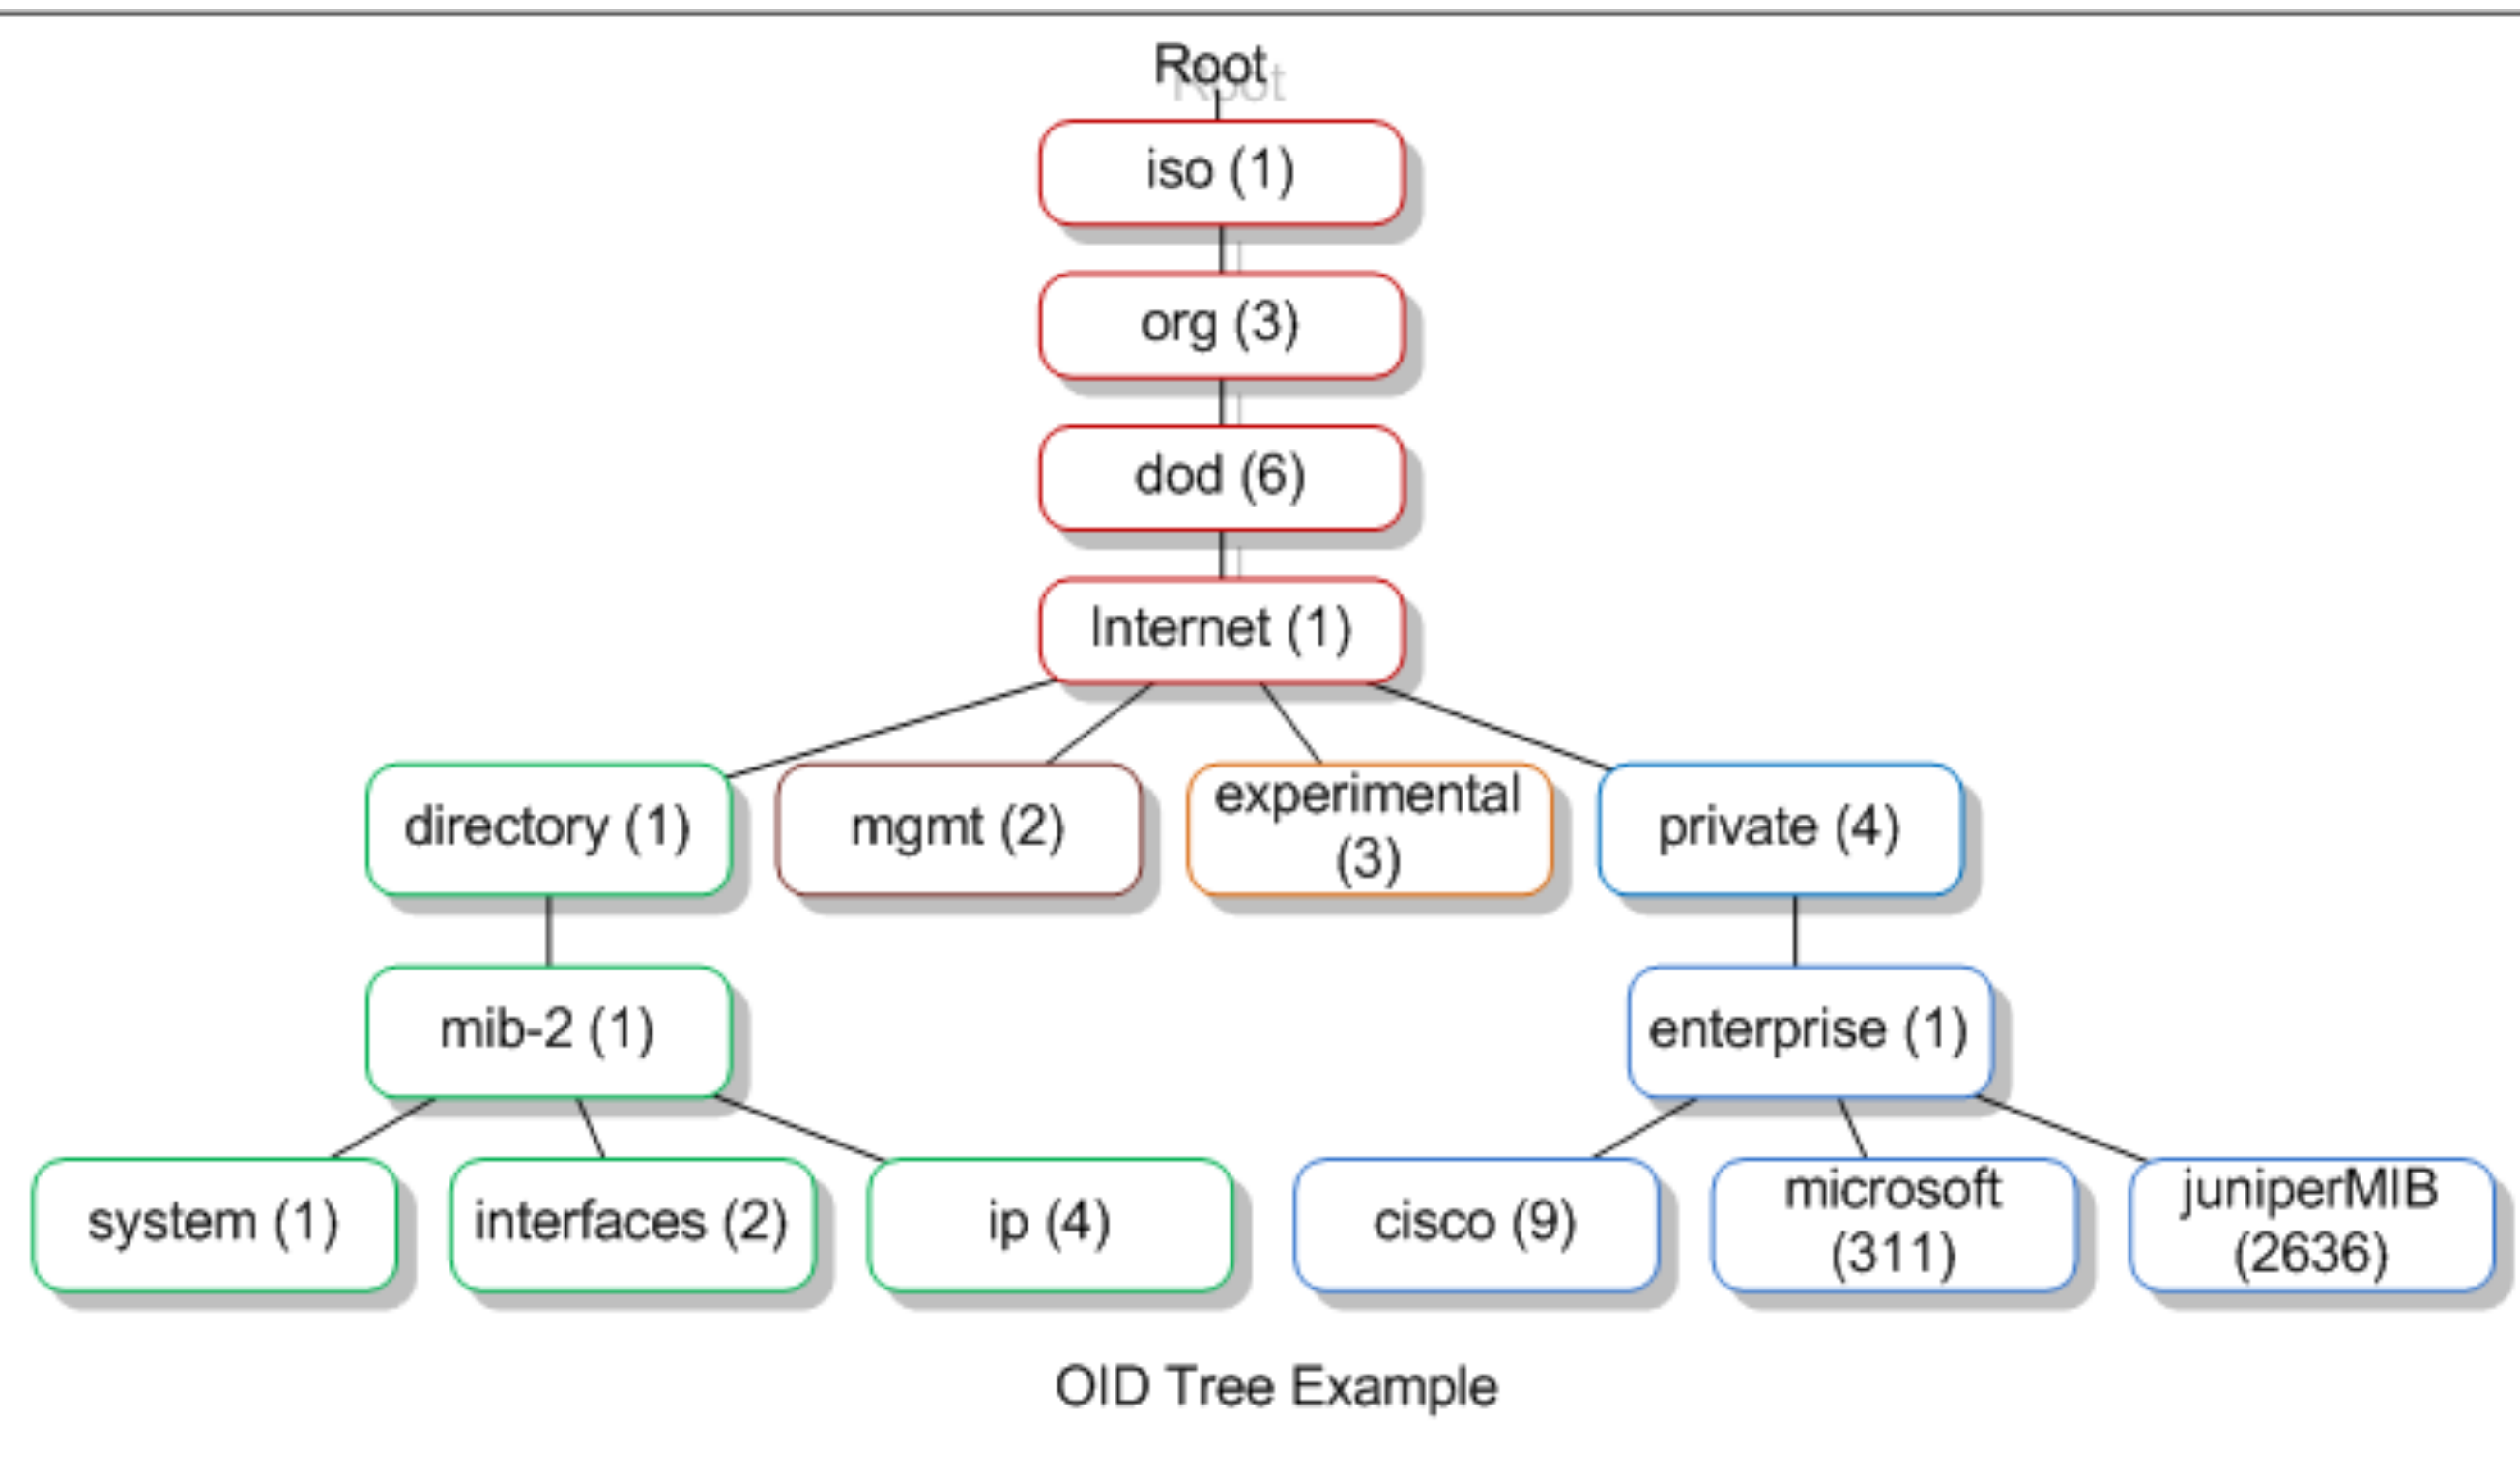 Root
iso (1)
org (3)
dod (6)
Internet (1)
directory (1)
mgmt (2)
experimental
(3)
private (4)
mib-2 (1)
enterprise (1)
system (1)
interfaces (2)
ip (4)
cisco (9)
microsoft
(311)
juniperMIB
(2636)
OID Tree Example